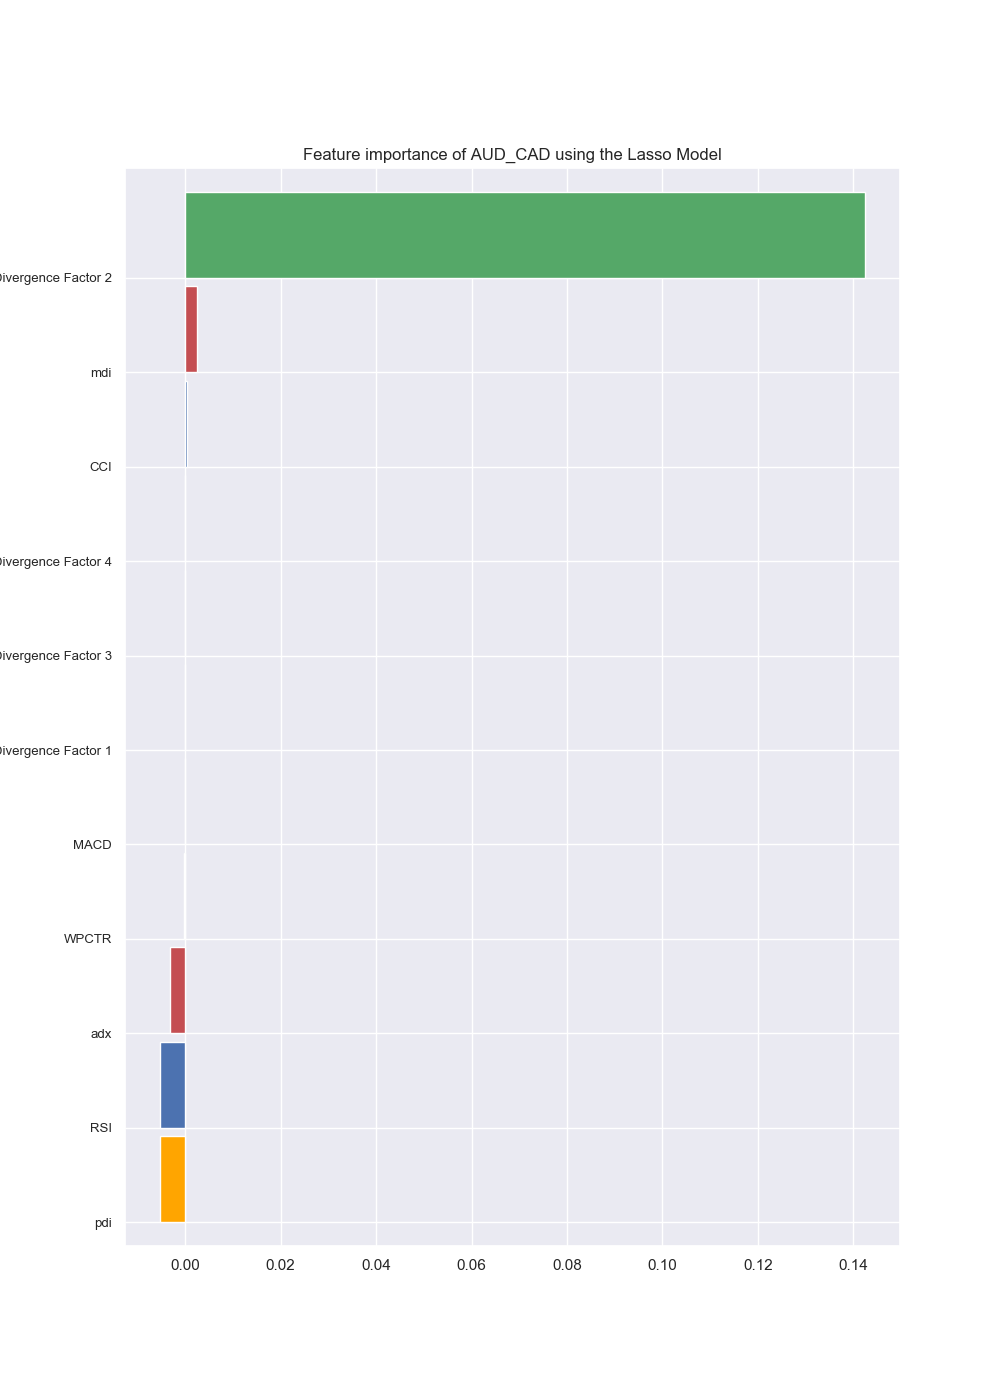 Feature importance of AUD_CAD using the Lasso Model
Divergence Factor 2
mdi
CCI
Divergence Factor 4
Divergence Factor 3
Divergence Factor 1
MACD
WPCTR
adx
RSI
pdi
0.00 0.02 0.04 0.06 0.08 0.10 0.12 0.14